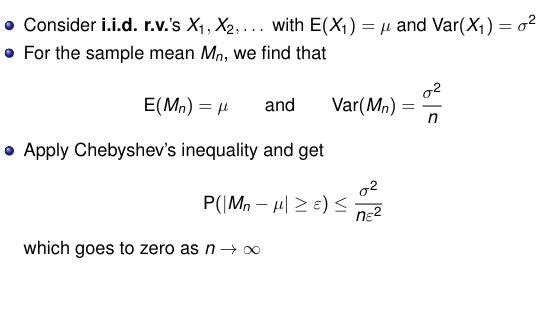 Consider i.i.d. r.v.'s X₁, X₂, … with E(X₁) = μ and Var(X₁) = σ²
For the sample mean Mₙ, we find that
E(Mₙ) = μ and Var(Mₙ) = σ²/n
Apply Chebyshev's inequality and get
P(|Mₙ − μ| ≥ ε) ≤ σ²/nε²
which goes to zero as n → ∞